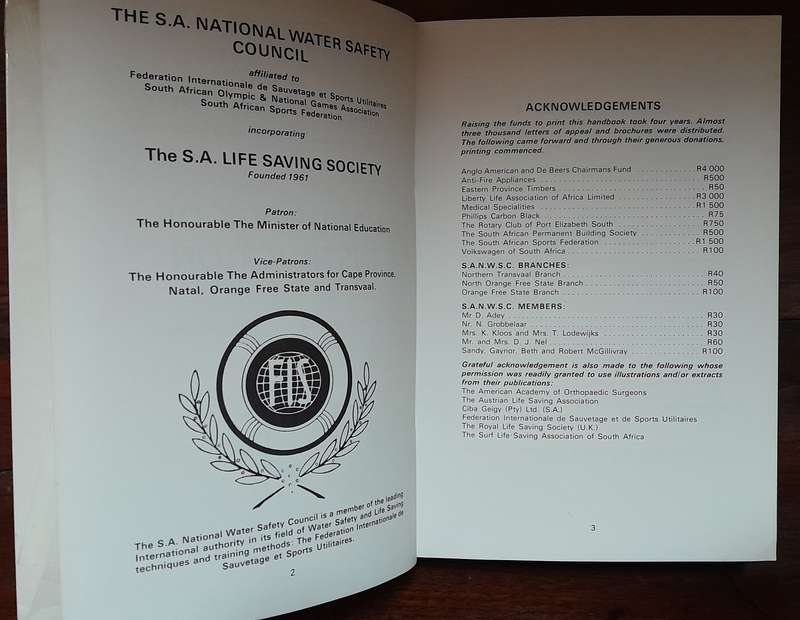 THE S.A. NATIONAL WATER SAFETY
COUNCIL
affiliated to
Federation Internationale de Sauvetage et Sports Utilitaires
South African Olympic & National Games Association
South African Sports Federation
incorporating
The S.A. LIFE SAVING SOCIETY
Founded 1961
Patron:
The Honourable The Minister of National Education
Vice-Patrons:
The Honourable The Administrators for Cape Province,
Natal, Orange Free State and Transvaal.
FIS
The S.A. National Water Safety Council is a member of the leading
International authority in its field of Water Safety and Life Saving
techniques and training methods: The Federation Internationale de
Sauvetage et Sports Utilitaires.
2
ACKNOWLEDGEMENTS
Raising the funds to print this handbook took four years. Almost
three thousand letters of appeal and brochures were distributed.
The following came forward and through their generous donations,
printing commenced.
Anglo American and De Beers Chairmans Fund R4 000
Anti-Fire Appliances R500
Eastern Province Timbers R50
Liberty Life Association of Africa Limited R3 000
Medical Specialities R1 500
Phillips Carbon Black R75
The Rotary Club of Port Elizabeth South R750
The South African Permanent Building Society R500
The South African Sports Federation R1 500
Volkswagen of South Africa R100
S.A.N.W.S.C. BRANCHES:
Northern Transvaal Branch R40
North Orange Free State Branch R50
Orange Free State Branch R100
S.A.N.W.S.C. MEMBERS:
Mr D. Adey R30
Nr. N. Grobbelaar R30
Mrs. K. Kloos and Mrs. T. Lodewijks R30
Mr. and Mrs. D. J. Nel R60
Sandy, Gaynor, Beth and Robert McGillivray R100
Grateful acknowledgement is also made to the following whose
permission was readily granted to use illustrations and/or extracts
from their publications:
The American Academy of Orthopaedic Surgeons
The Austrian Life Saving Association
Ciba Geigy (Pty) Ltd. (S.A.)
Federation Internationale de Sauvetage et de Sports Utilitaires
The Royal Life Saving Society (U.K.)
The Surf Life Saving Association of South Africa
3